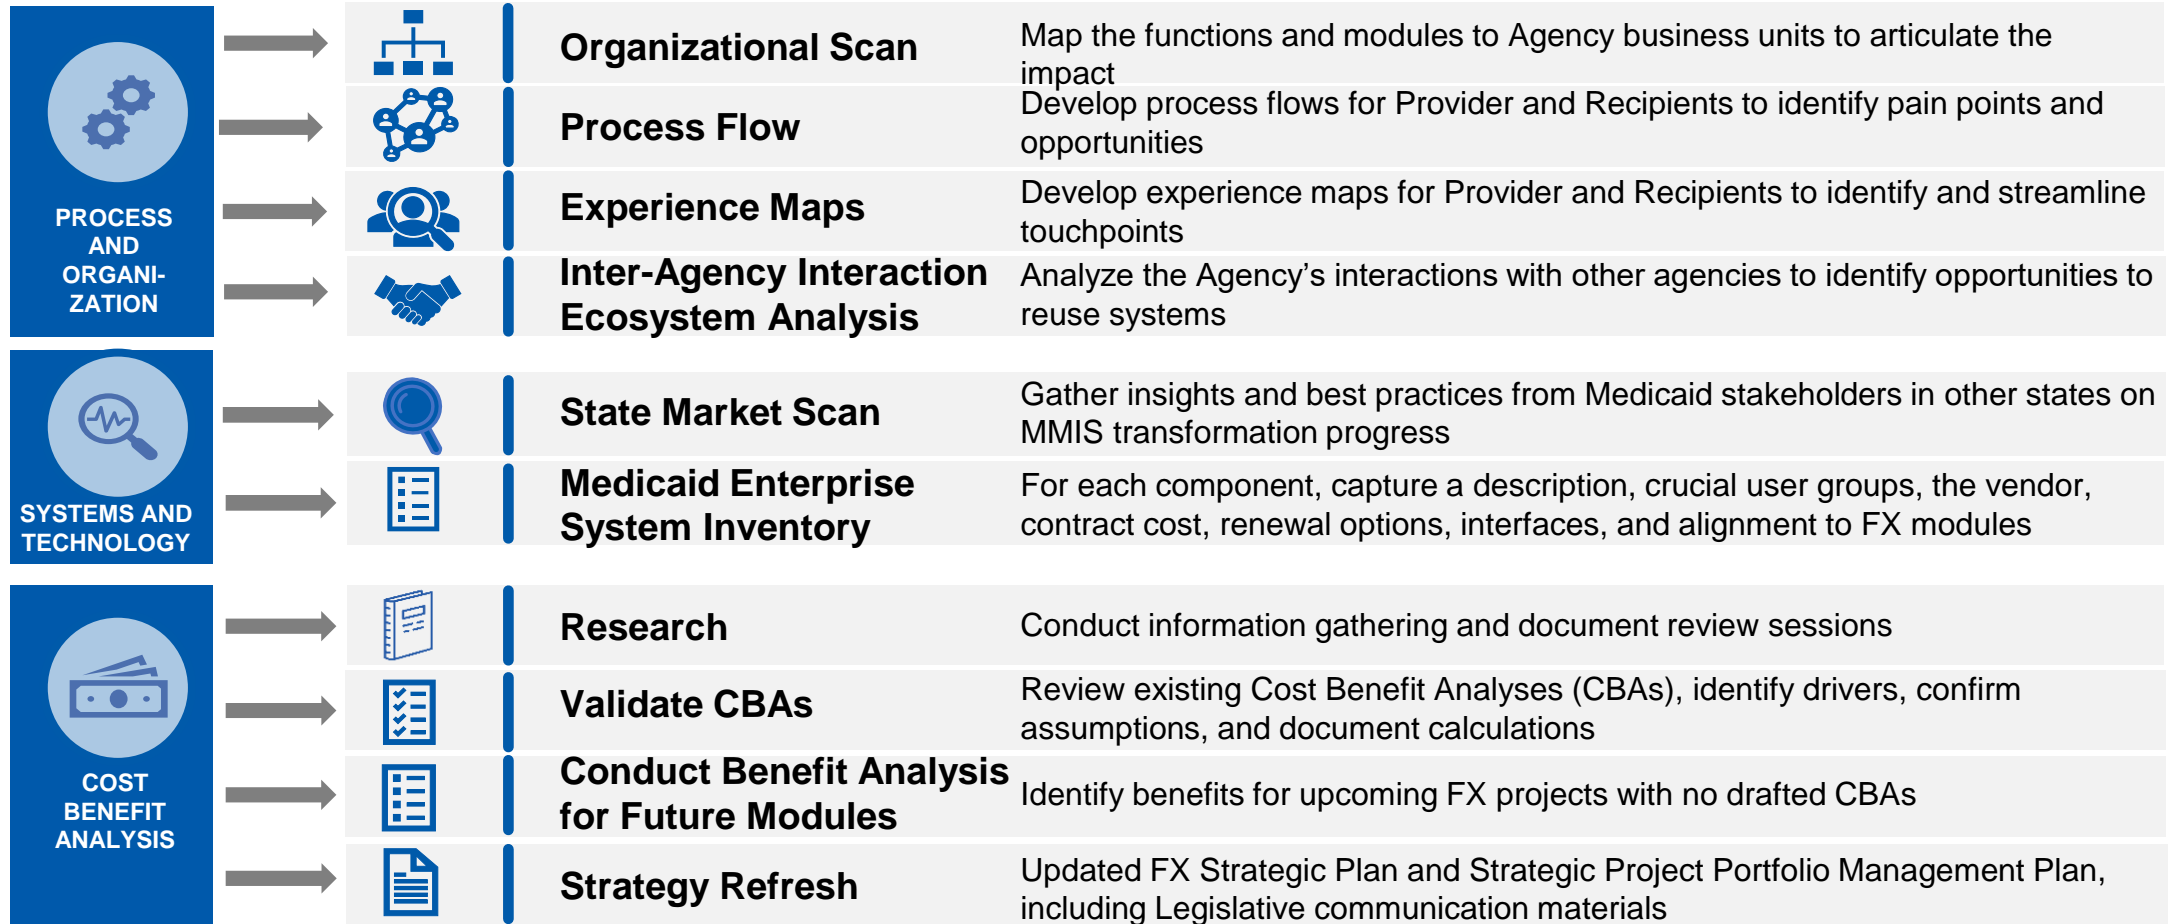 PROCESS
AND
ORGANI-
ZATION
Organizational Scan
Map the functions and modules to Agency business units to articulate the
impact
Process Flow
Develop process flows for Provider and Recipients to identify pain points and
opportunities
Experience Maps
Develop experience maps for Provider and Recipients to identify and streamline
touchpoints
Inter-Agency Interaction
Ecosystem Analysis
Analyze the Agency’s interactions with other agencies to identify opportunities to
reuse systems
SYSTEMS AND
TECHNOLOGY
State Market Scan
Gather insights and best practices from Medicaid stakeholders in other states on
MMIS transformation progress
Medicaid Enterprise
System Inventory
For each component, capture a description, crucial user groups, the vendor,
contract cost, renewal options, interfaces, and alignment to FX modules
COST
BENEFIT
ANALYSIS
Research
Conduct information gathering and document review sessions
Validate CBAs
Review existing Cost Benefit Analyses (CBAs), identify drivers, confirm
assumptions, and document calculations
Conduct Benefit Analysis
for Future Modules
Identify benefits for upcoming FX projects with no drafted CBAs
Strategy Refresh
Updated FX Strategic Plan and Strategic Project Portfolio Management Plan,
including Legislative communication materials